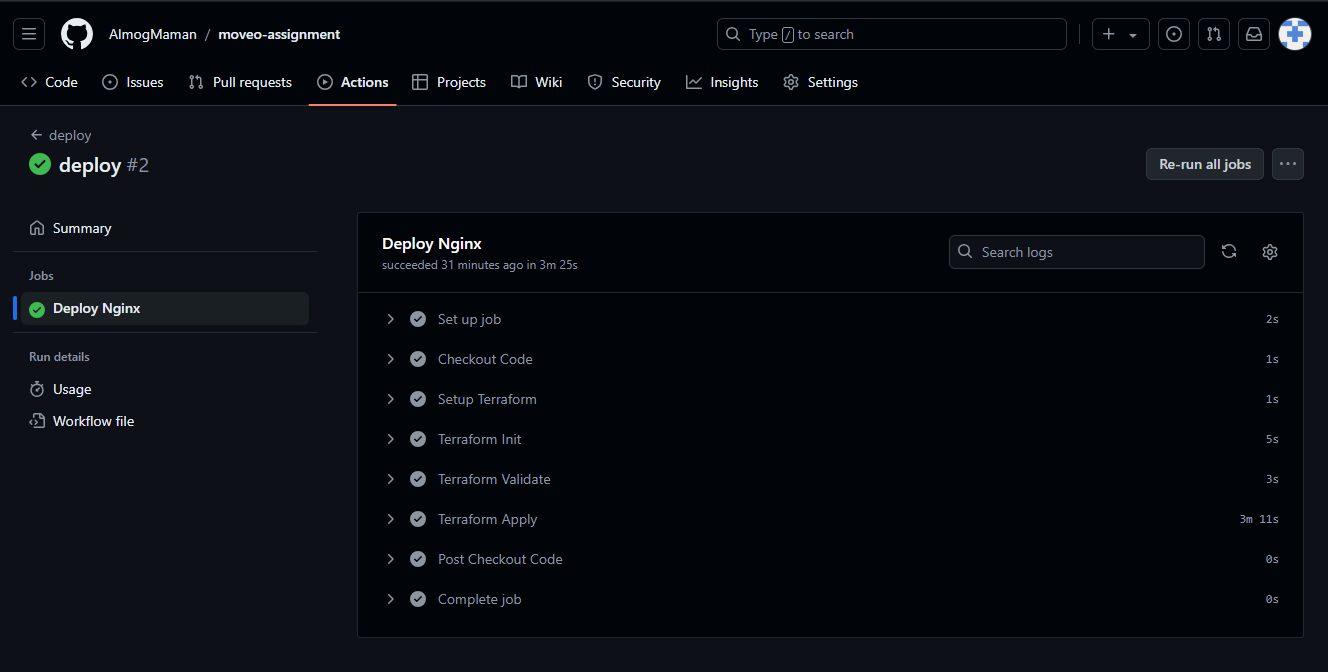 AlmogMaman / moveo-assignment
Type / to search
Code Issues Pull requests Actions Projects Wiki Security Insights Settings
deploy
deploy #2
Re-run all jobs
Summary
Jobs
Deploy Nginx
Run details
Usage
Workflow file
Deploy Nginx
succeeded 31 minutes ago in 3m 25s
Search logs
Set up job 2s
Checkout Code 1s
Setup Terraform 1s
Terraform Init 5s
Terraform Validate 3s
Terraform Apply 3m 11s
Post Checkout Code 0s
Complete job 0s